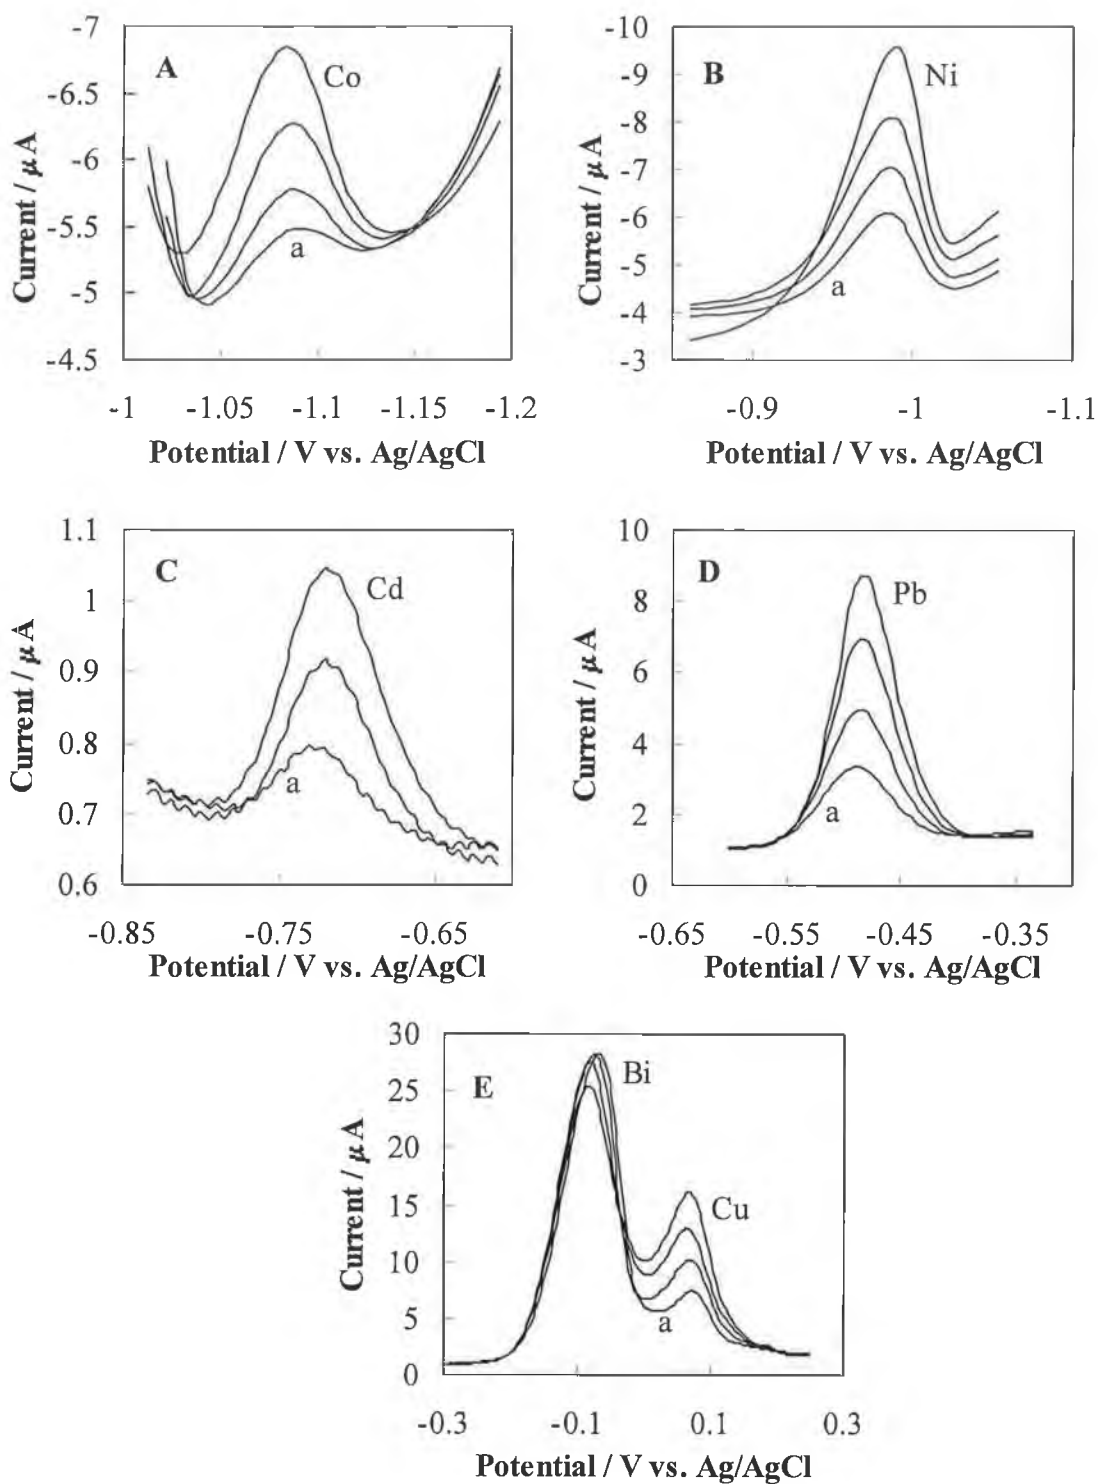 A
Co
a
-7
-6.5
-6
-5.5
-5
-4.5
Current / μA
-1 -1.05 -1.1 -1.15 -1.2
Potential / V vs. Ag/AgCl
B
Ni
a
-10
-9
-8
-7
-6
-5
-4
-3
Current / μA
-0.9 -1 -1.1
Potential / V vs. Ag/AgCl
C
Cd
a
1.1
1
0.9
0.8
0.7
0.6
Current / μA
-0.85 -0.75 -0.65
Potential / V vs. Ag/AgCl
D
Pb
a
10
8
6
4
2
0
Current / μA
-0.65 -0.55 -0.45 -0.35
Potential / V vs. Ag/AgCl
E
Bi
Cu
a
30
25
20
15
10
5
0
Current / μA
-0.3 -0.1 0.1 0.3
Potential / V vs. Ag/AgCl